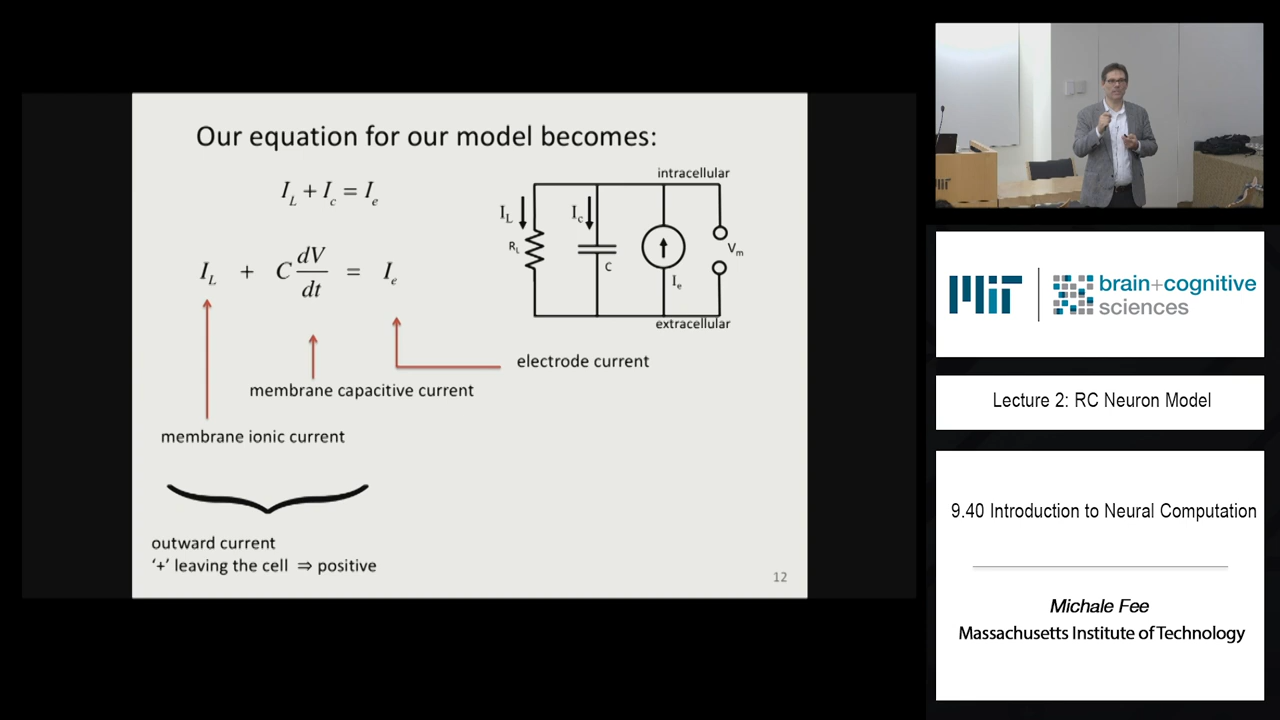 Our equation for our model becomes:
I_L + I_c = I_e
I_L + C dV/dt = I_e
intracellular
I_L
I_c
R_L
C
I_e
V_m
extracellular
electrode current
membrane capacitive current
membrane ionic current
outward current
‘+’ leaving the cell ⇒ positive
12
MIT
MIT
brain+cognitive
sciences
Lecture 2: RC Neuron Model
9.40 Introduction to Neural Computation
Michale Fee
Massachusetts Institute of Technology